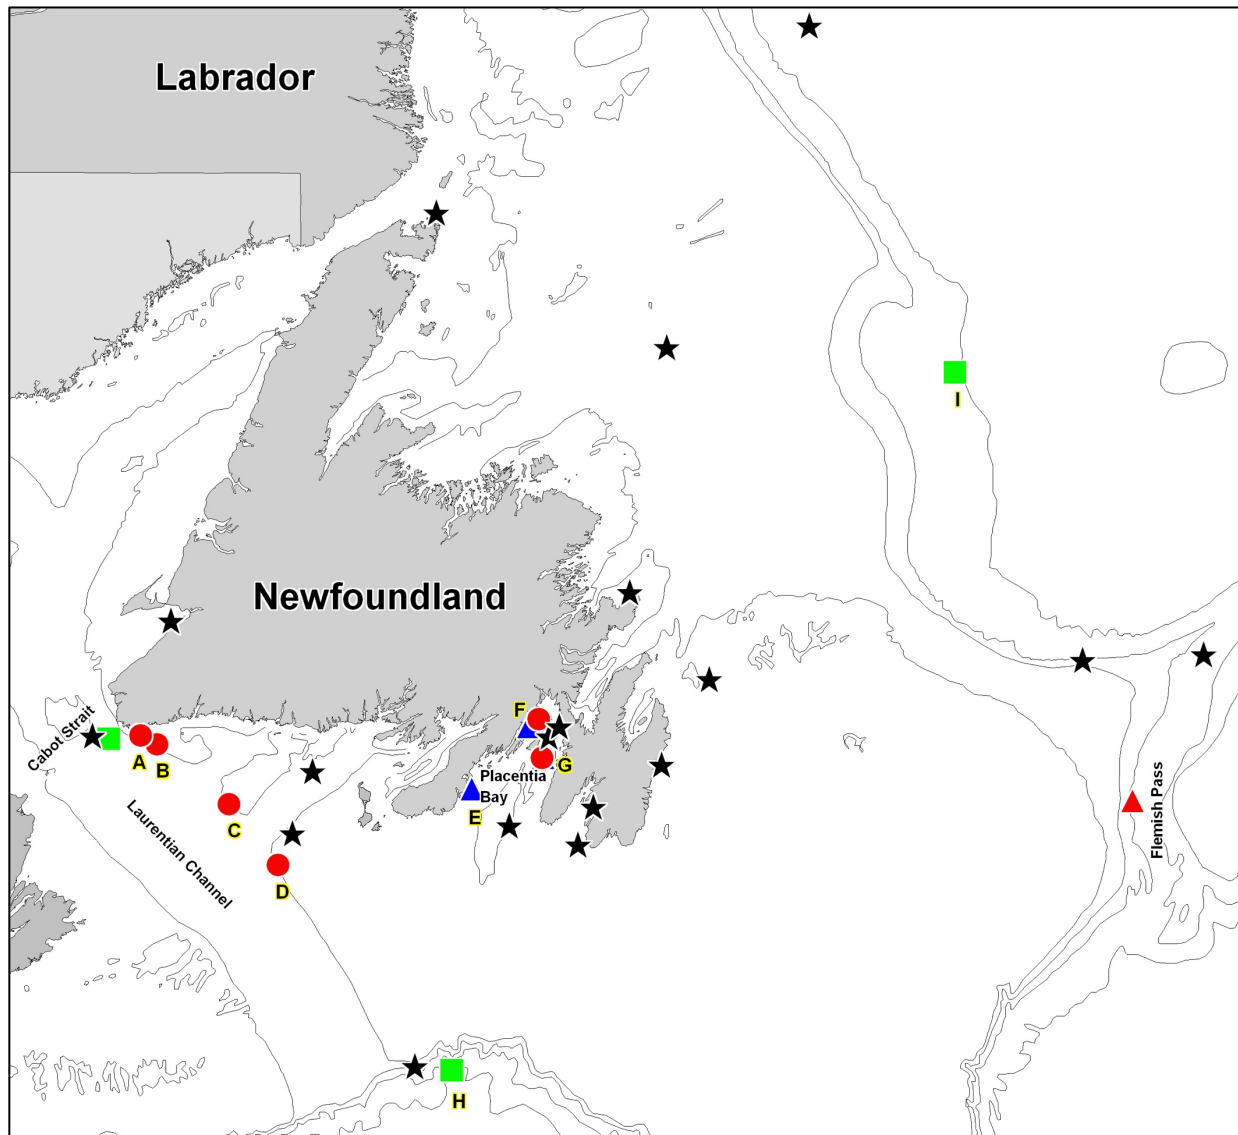 Labrador
I
Newfoundland
Cabot Strait
F
A
B
G
Placentia
Bay
E
C
Flemish Pass
Laurentian Channel
D
H